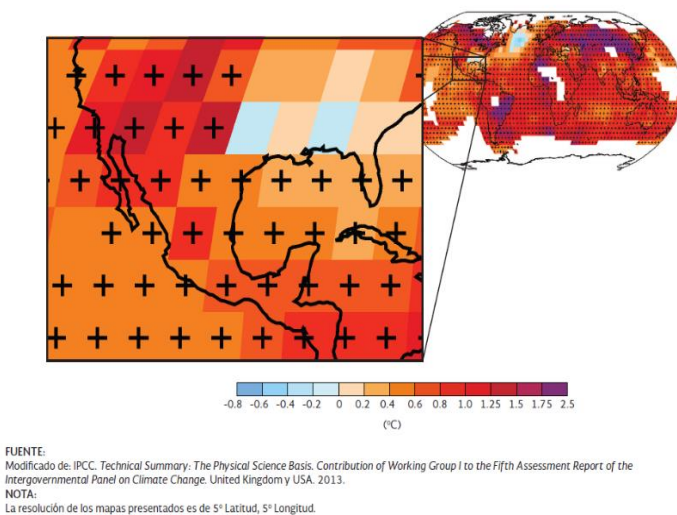 -0.8 -0.6 -0.4 -0.2 0 0.2 0.4 0.6 0.8 1.0 1.25 1.5 1.75 2.5
(°C)
FUENTE:
Modificado de: IPCC. Technical Summary: The Physical Science Basis. Contribution of Working Group I to the Fifth Assessment Report of the
Intergovernmental Panel on Climate Change. United Kingdom y USA. 2013.
NOTA:
La resolución de los mapas presentados es de 5° Latitud, 5° Longitud.